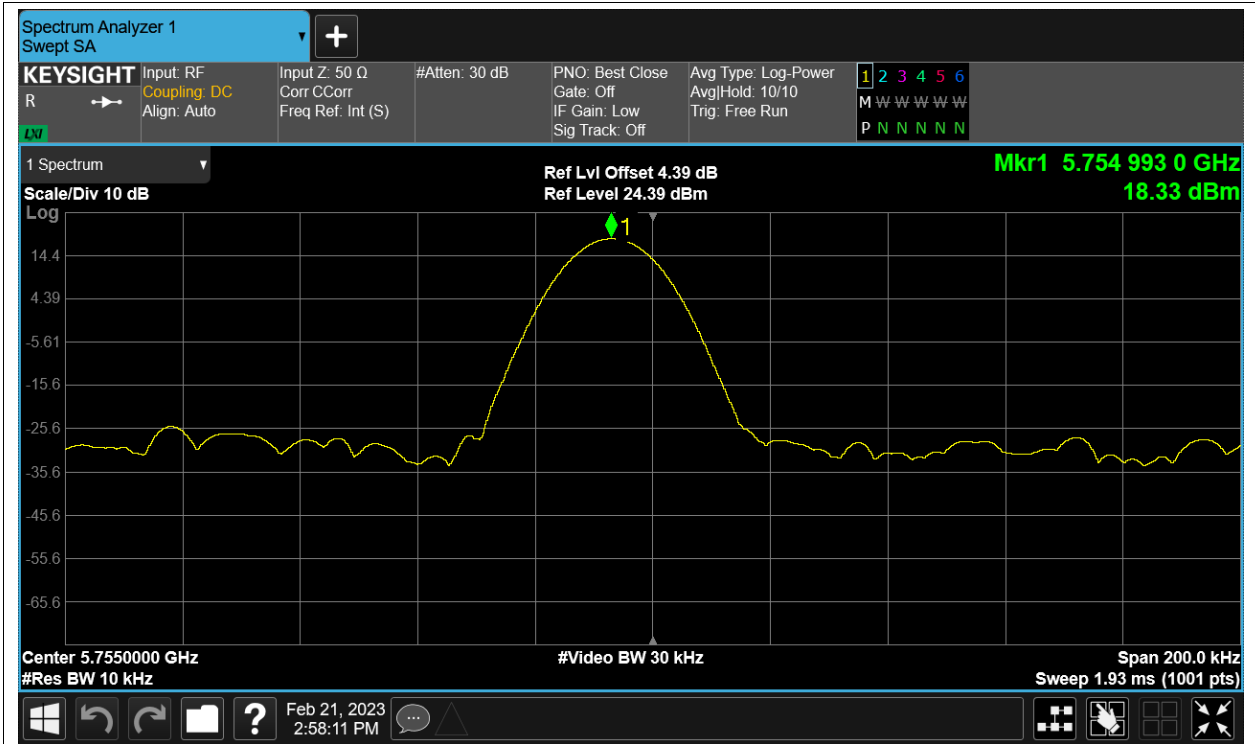 Spectrum Analyzer 1
Swept SA
KEYSIGHT
R
LXI
Input: RF
Coupling: DC
Align: Auto
Input Z: 50 Ω
Corr CCorr
Freq Ref: Int (S)
#Atten: 30 dB
PNO: Best Close
Gate: Off
IF Gain: Low
Sig Track: Off
Avg Type: Log-Power
Avg|Hold: 10/10
Trig: Free Run
1 2 3 4 5 6
M W W W W W
P N N N N N
1 Spectrum
Scale/Div 10 dB
Ref Lvl Offset 4.39 dB
Ref Level 24.39 dBm
Mkr1 5.754 993 0 GHz
18.33 dBm
Log
1
14.4
4.39
-5.61
-15.6
-25.6
-35.6
-45.6
-55.6
-65.6
Center 5.7550000 GHz
#Res BW 10 kHz
#Video BW 30 kHz
Span 200.0 kHz
Sweep 1.93 ms (1001 pts)
?
Feb 21, 2023
2:58:11 PM